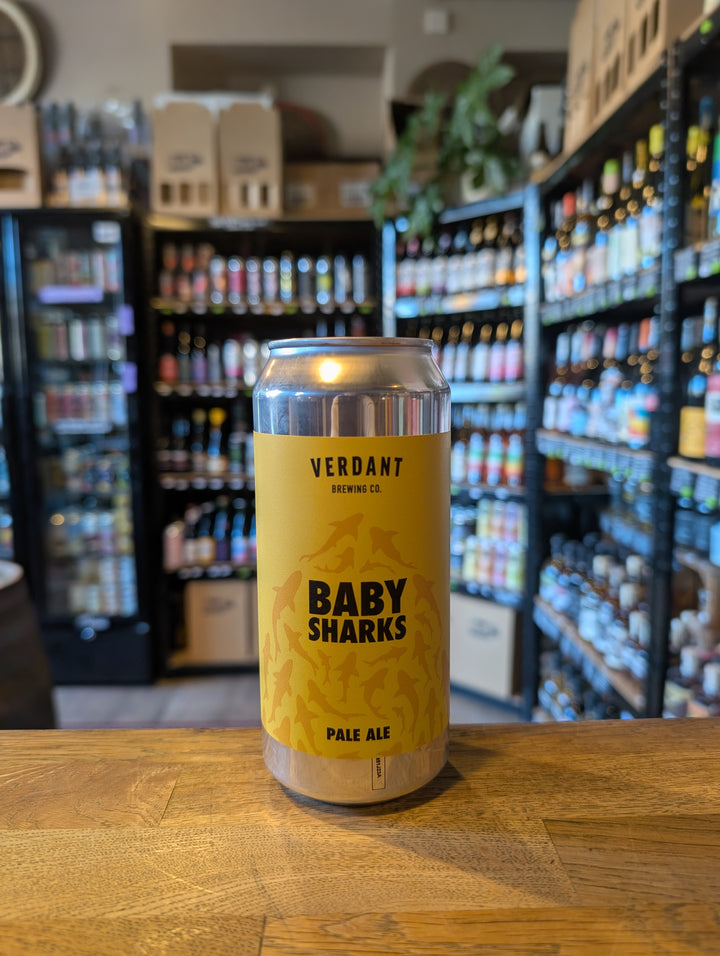 VERDANT
BREWING CO.
BABY
SHARKS
PALE ALE